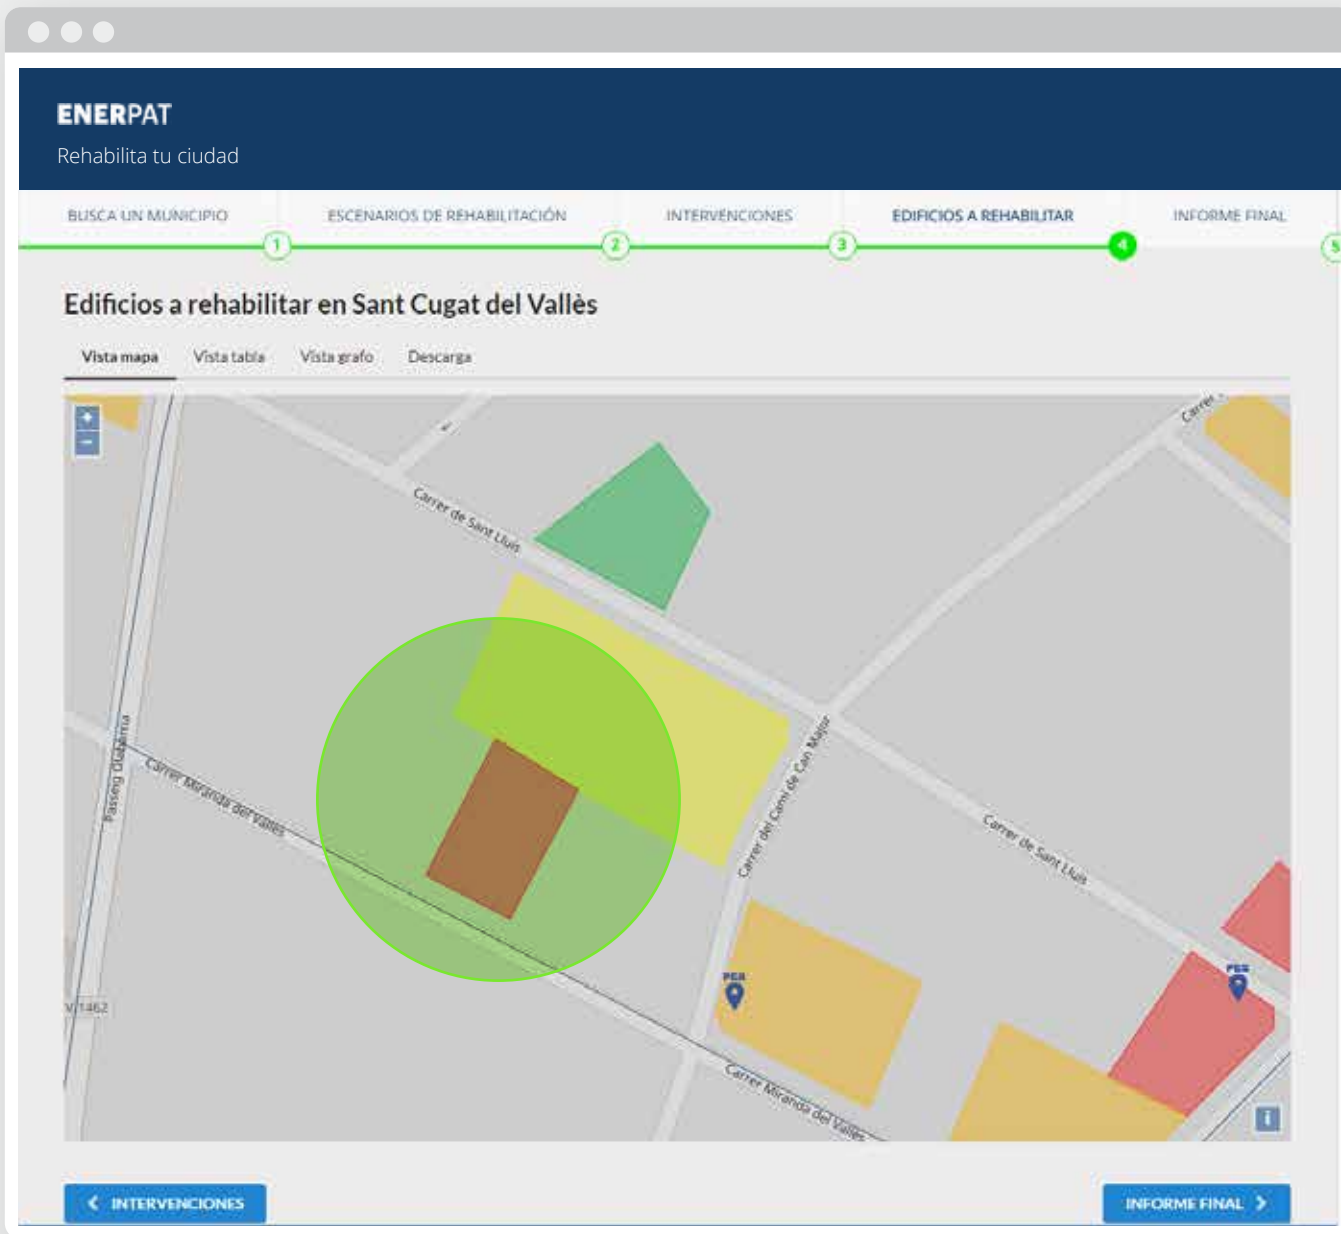 ENERPAT
Rehabilita tu ciudad
BUSCA UN MUNICIPIO
ESCENARIOS DE REHABILITACIÓN
INTERVENCIONES
EDIFICIOS A REHABILITAR
INFORME FINAL
1
2
3
4
5
Edificios a rehabilitar en Sant Cugat del Vallès
Vista mapa
Vista tabla
Vista grafo
Descarga
+
−
Carrer
Carrer de Sant Lluís
Passeig Olabarria
Carrer Miranda del Vallès
Carrer del Camí de Can Major
Carrer de Sant Lluís
1462
Carrer Miranda del Vallès
i
< INTERVENCIONES
INFORME FINAL >